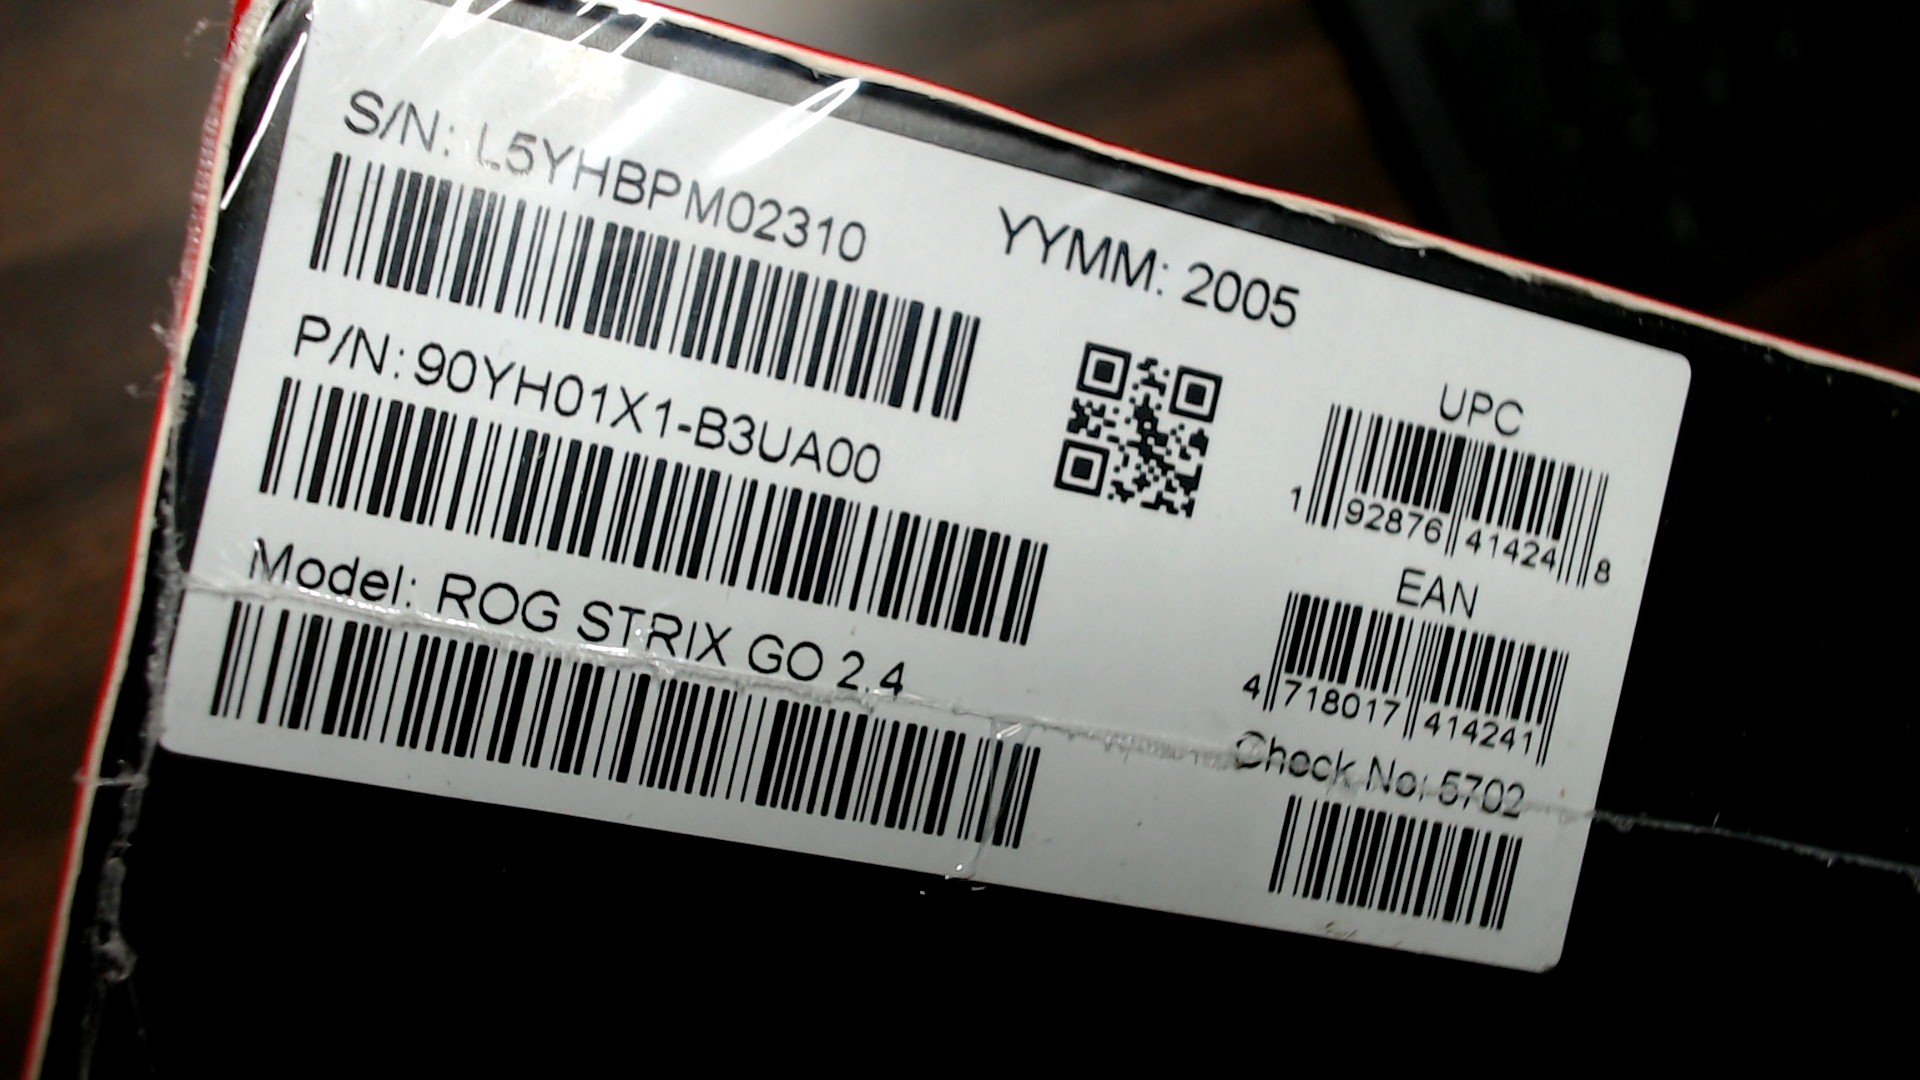 S/N: L5YHBPM02310
YYMM: 2005
P/N: 90YH01X1-B3UA00
Model: ROG STRIX GO 2.4
UPC
1 92876 41424 8
EAN
4 718017 414241
Check No: 5702